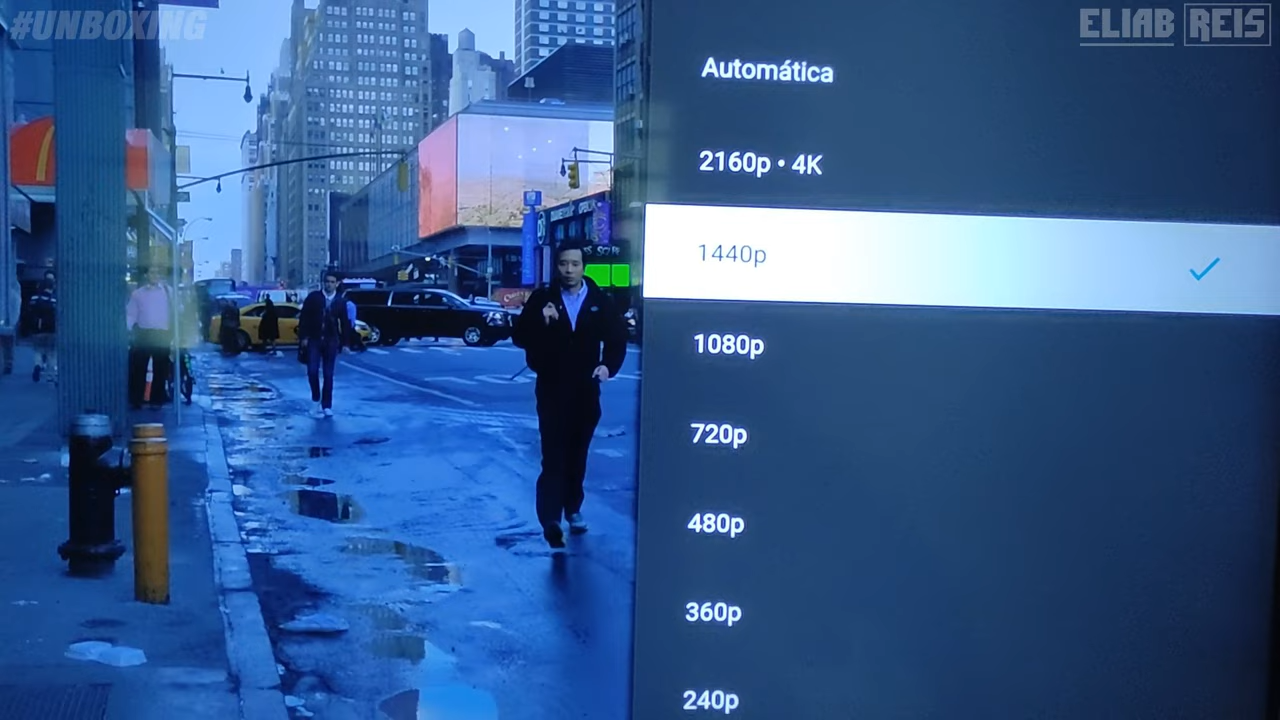 #UNBOXING
ELIAB REIS
Automática
2160p • 4K
1440p
1080p
720p
480p
360p
240p